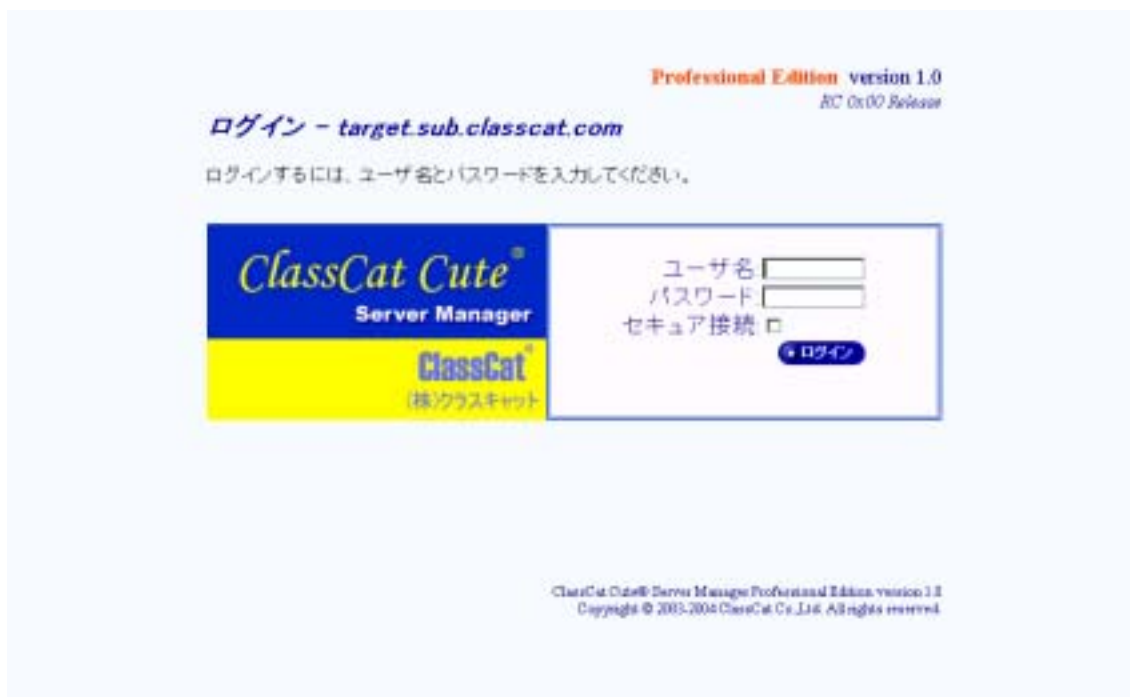 Professional Edition version 1.0
RC 0x00 Release
ログイン - target.sub.classcat.com
ログインするには、ユーザ名とパスワードを入力してください。
ClassCat Cute®
Server Manager
ClassCat®
(株)クラスキャット
ユーザ名
パスワード
セキュア接続
ログイン
ClassCat Cute® Server Manager Professional Edition version 1.0
Copyright © 2003-2004 ClassCat Co.,Ltd. All rights reserved.